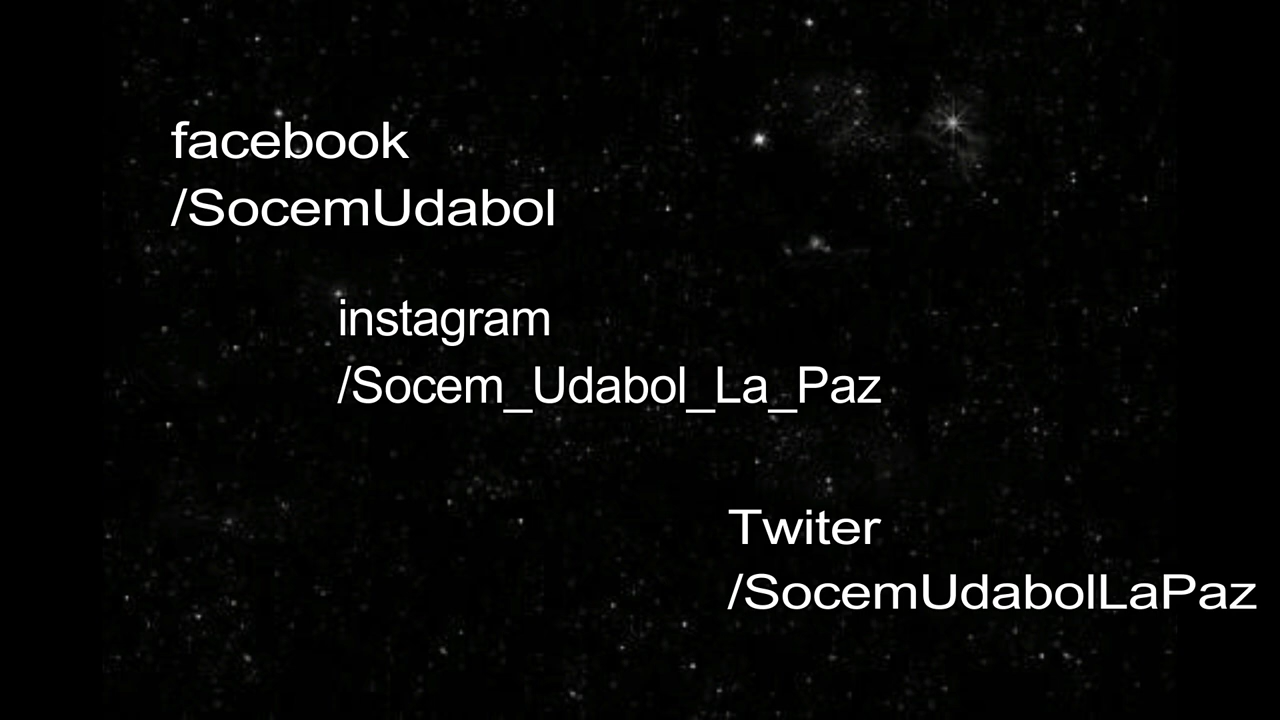 facebook
/SocemUdabol
instagram
/Socem_Udabol_La_Paz
Twiter
/SocemUdabolLaPaz